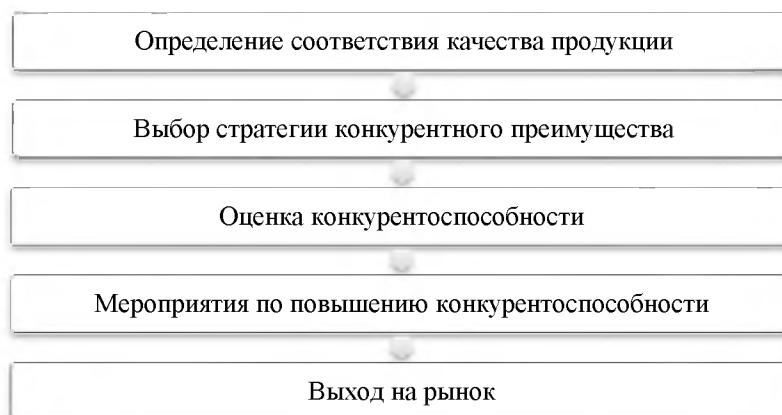 Определение соответствия качества продукции
Выбор стратегии конкурентного преимущества
Оценка конкурентоспособности
Мероприятия по повышению конкурентоспособности
Выход на рынок